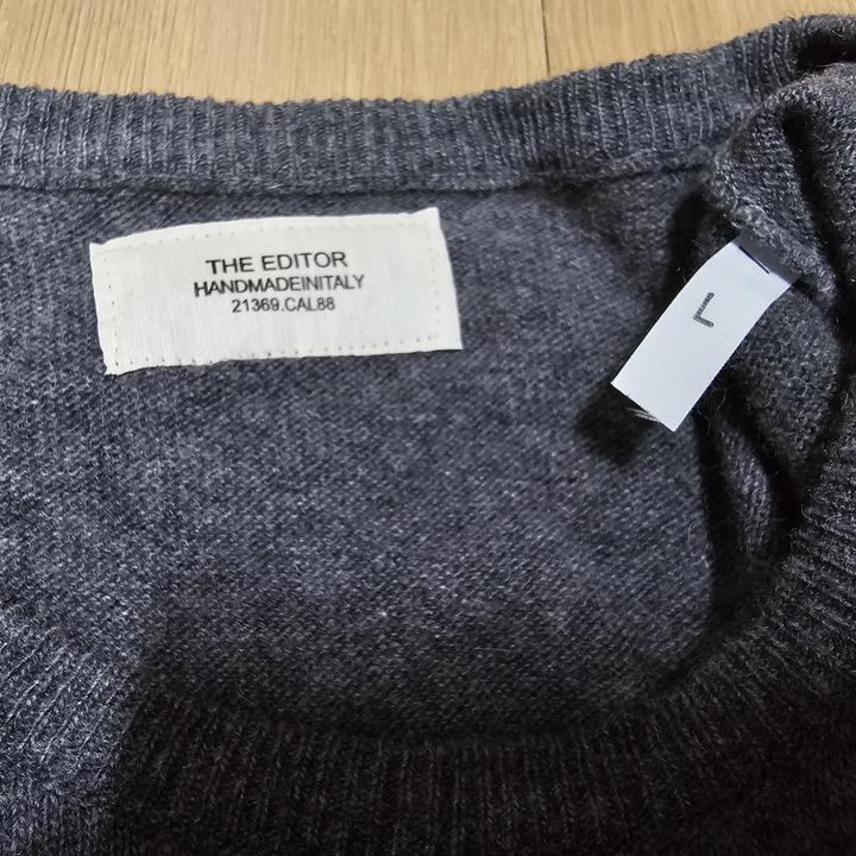 THE EDITOR
HANDMADEINITALY
21369.CAL88
L